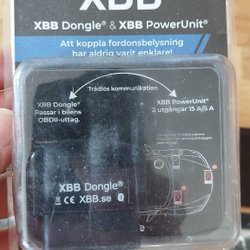 XBB
XBB Dongle® & XBB PowerUnit®
Att koppla fordonsbelysning
har aldrig varit enklare!
Trådlös kommunikation
XBB Dongle®
Passar i bilens
OBDII-uttag.
XBB PowerUnit®
2 utgångar 15 A/5 A
XBB Dongle®
CE XBB.se